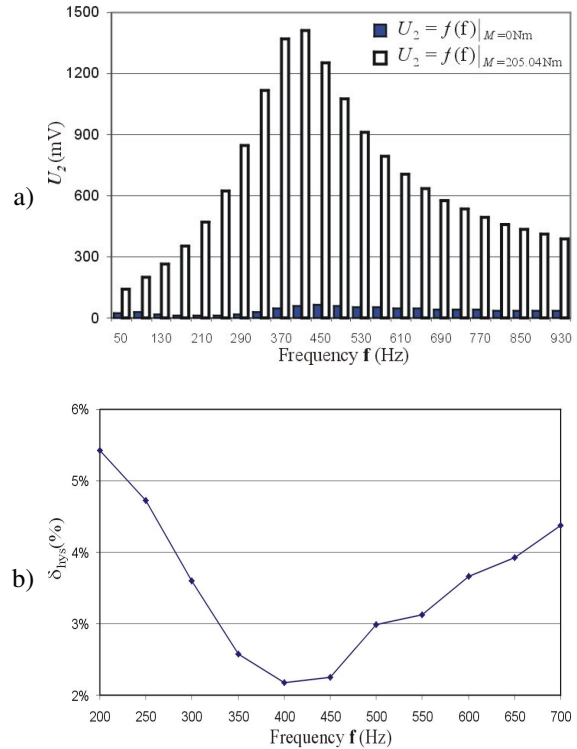 a)
U₂ (mV)
1500
1200
900
600
300
0
U₂ = f(f)|M=0Nm
U₂ = f(f)|M=205.04Nm
50 130 210 290 370 450 530 610 690 770 850 930
Frequency f (Hz)
b)
δhys(%)
6%
5%
4%
3%
2%
200 250 300 350 400 450 500 550 600 650 700
Frequency f (Hz)